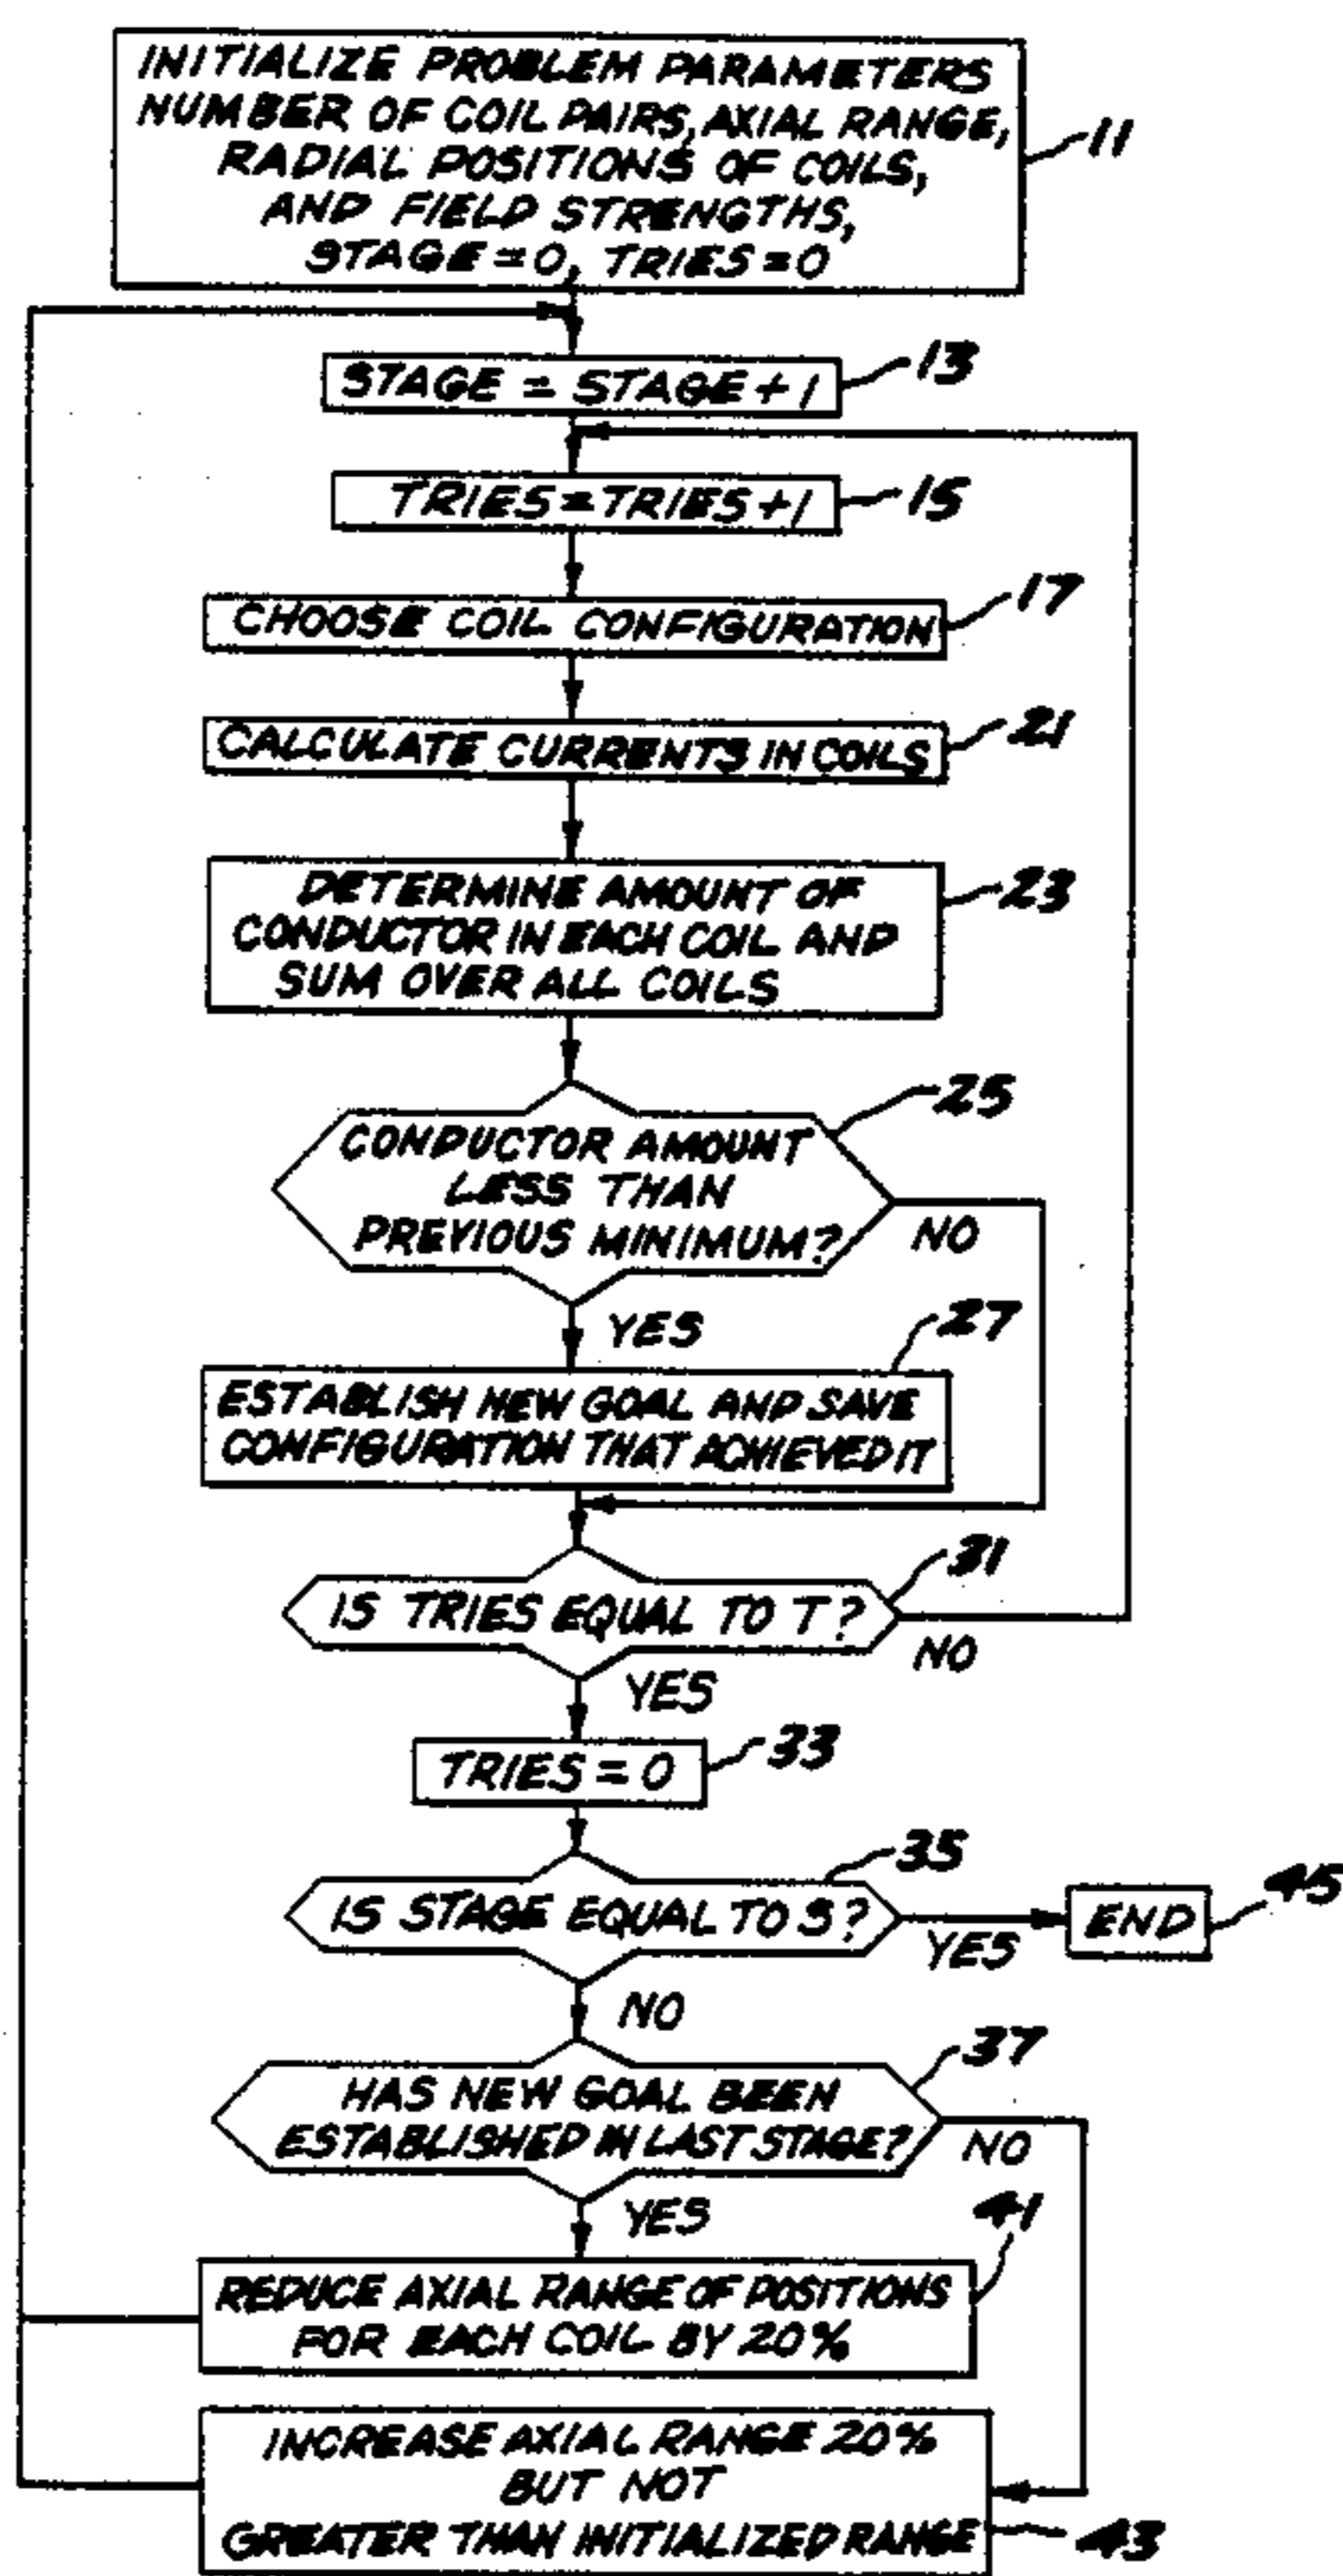 INITIALIZE PROBLEM PARAMETERS
NUMBER OF COIL PAIRS, AXIAL RANGE,
RADIAL POSITIONS OF COILS,
AND FIELD STRENGTHS,
STAGE = 0, TRIES = 0
11
STAGE = STAGE + 1
13
TRIES = TRIES + 1
15
CHOOSE COIL CONFIGURATION
17
CALCULATE CURRENTS IN COILS
21
DETERMINE AMOUNT OF
CONDUCTOR IN EACH COIL AND
SUM OVER ALL COILS
23
CONDUCTOR AMOUNT
LESS THAN
PREVIOUS MINIMUM?
25
NO
YES
ESTABLISH NEW GOAL AND SAVE
CONFIGURATION THAT ACHIEVED IT
27
IS TRIES EQUAL TO T?
31
NO
YES
TRIES = 0
33
IS STAGE EQUAL TO S?
35
YES
END
45
NO
HAS NEW GOAL BEEN
ESTABLISHED IN LAST STAGE?
37
NO
YES
REDUCE AXIAL RANGE OF POSITIONS
FOR EACH COIL BY 20%
41
INCREASE AXIAL RANGE 20%
BUT NOT
GREATER THAN INITIALIZED RANGE
43